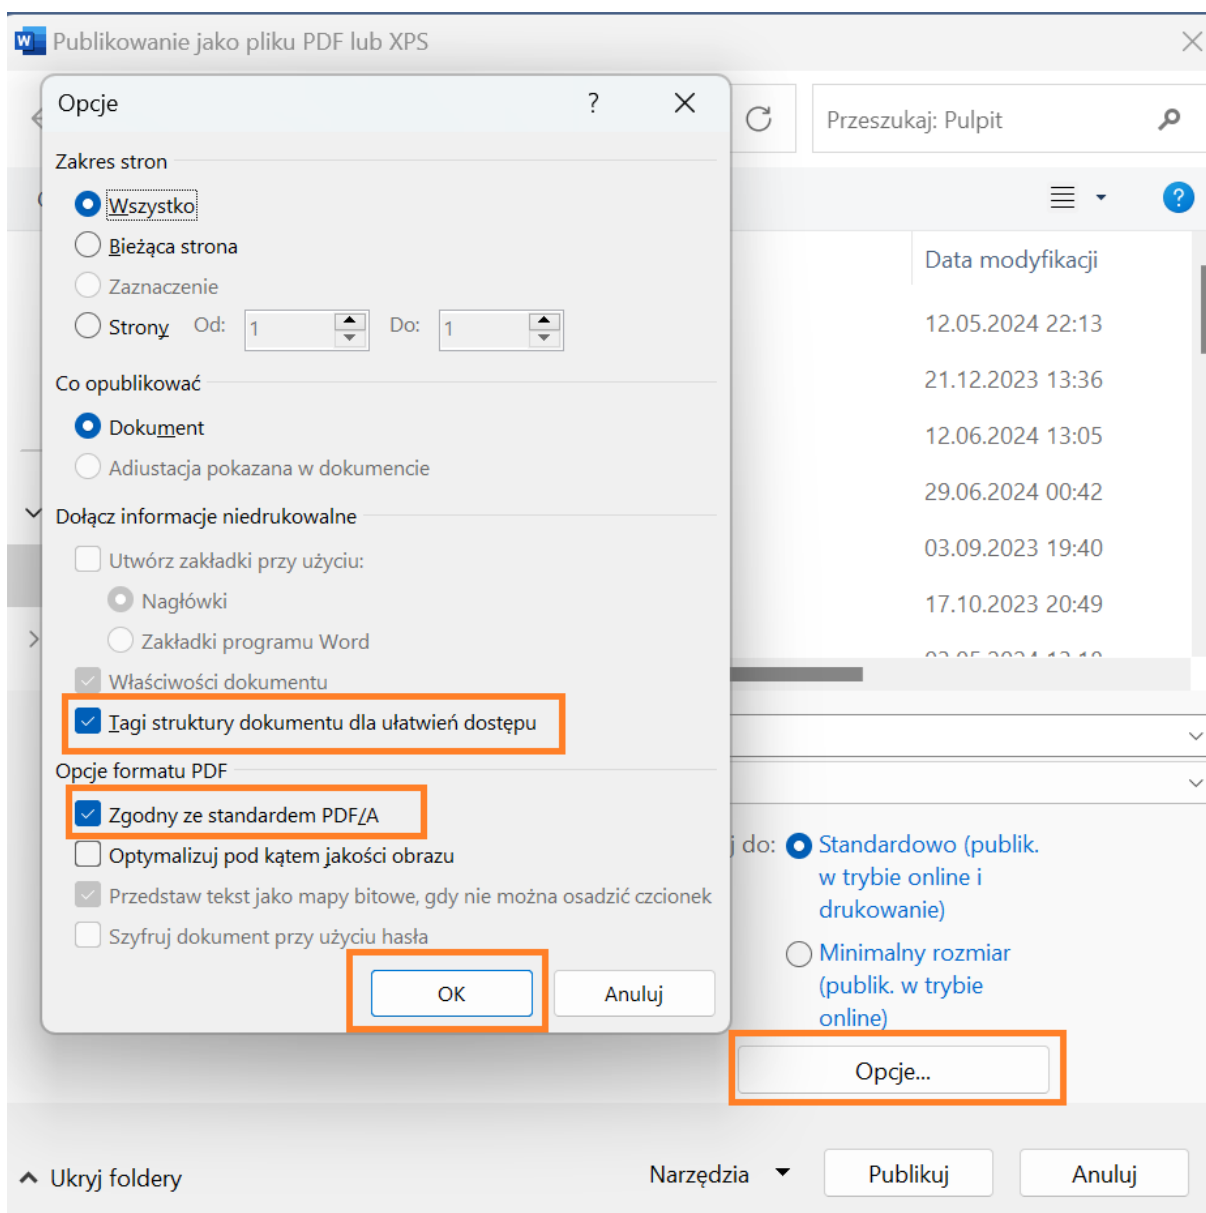 Publikowanie jako pliku PDF lub XPS
Opcje
?
Przeszukaj: Pulpit
Zakres stron
Wszystko
Bieżąca strona
Zaznaczenie
Strony Od: 1 Do: 1
Co opublikować
Dokument
Adiustacja pokazana w dokumencie
Dołącz informacje niedrukowalne
Utwórz zakładki przy użyciu:
Nagłówki
Zakładki programu Word
Właściwości dokumentu
Tagi struktury dokumentu dla ułatwień dostępu
Opcje formatu PDF
Zgodny ze standardem PDF/A
Optymalizuj pod kątem jakości obrazu
Przedstaw tekst jako mapy bitowe, gdy nie można osadzić czcionek
Szyfruj dokument przy użyciu hasła
OK
Anuluj
?
Data modyfikacji
12.05.2024 22:13
21.12.2023 13:36
12.06.2024 13:05
29.06.2024 00:42
03.09.2023 19:40
17.10.2023 20:49
j do:
Standardowo (publik.
w trybie online i
drukowanie)
Minimalny rozmiar
(publik. w trybie
online)
Opcje...
Ukryj foldery
Narzędzia
Publikuj
Anuluj